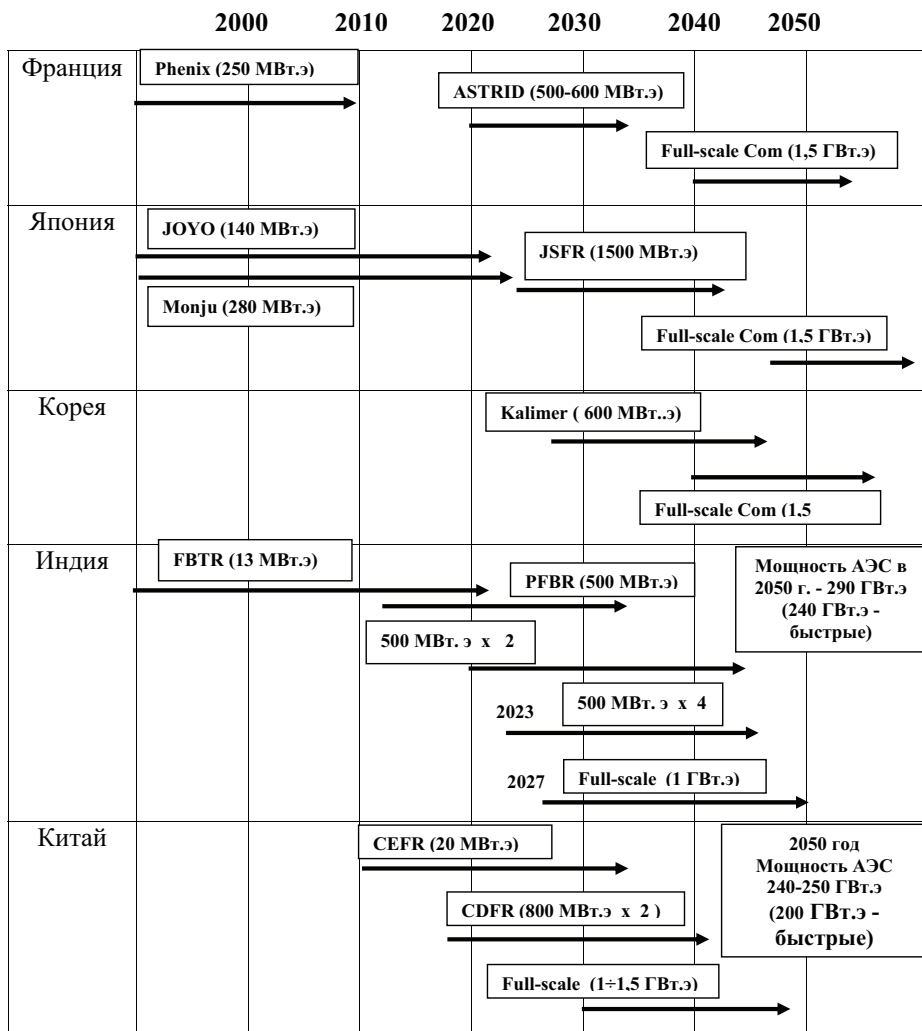 2000 2010 2020 2030 2040 2050
Франция
Phenix (250 МВт.э)
ASTRID (500-600 МВт.э)
Full-scale Com (1,5 ГВт.э)
Япония
JOYO (140 МВт.э)
JSFR (1500 МВт.э)
Monju (280 МВт.э)
Full-scale Com (1,5 ГВт.э)
Корея
Kalimer ( 600 МВт..э)
Full-scale Com (1,5
Индия
FBTR (13 МВт.э)
PFBR (500 МВт.э)
Мощность АЭС в
2050 г. - 290 ГВт.э
(240 ГВт.э -
быстрые)
500 МВт. э х 2
2023
500 МВт. э х 4
2027
Full-scale (1 ГВт.э)
Китай
CEFR (20 МВт.э)
2050 год
Мощность АЭС
240-250 ГВт.э
(200 ГВт.э -
быстрые)
CDFR (800 МВт.э х 2 )
Full-scale (1÷1,5 ГВт.э)